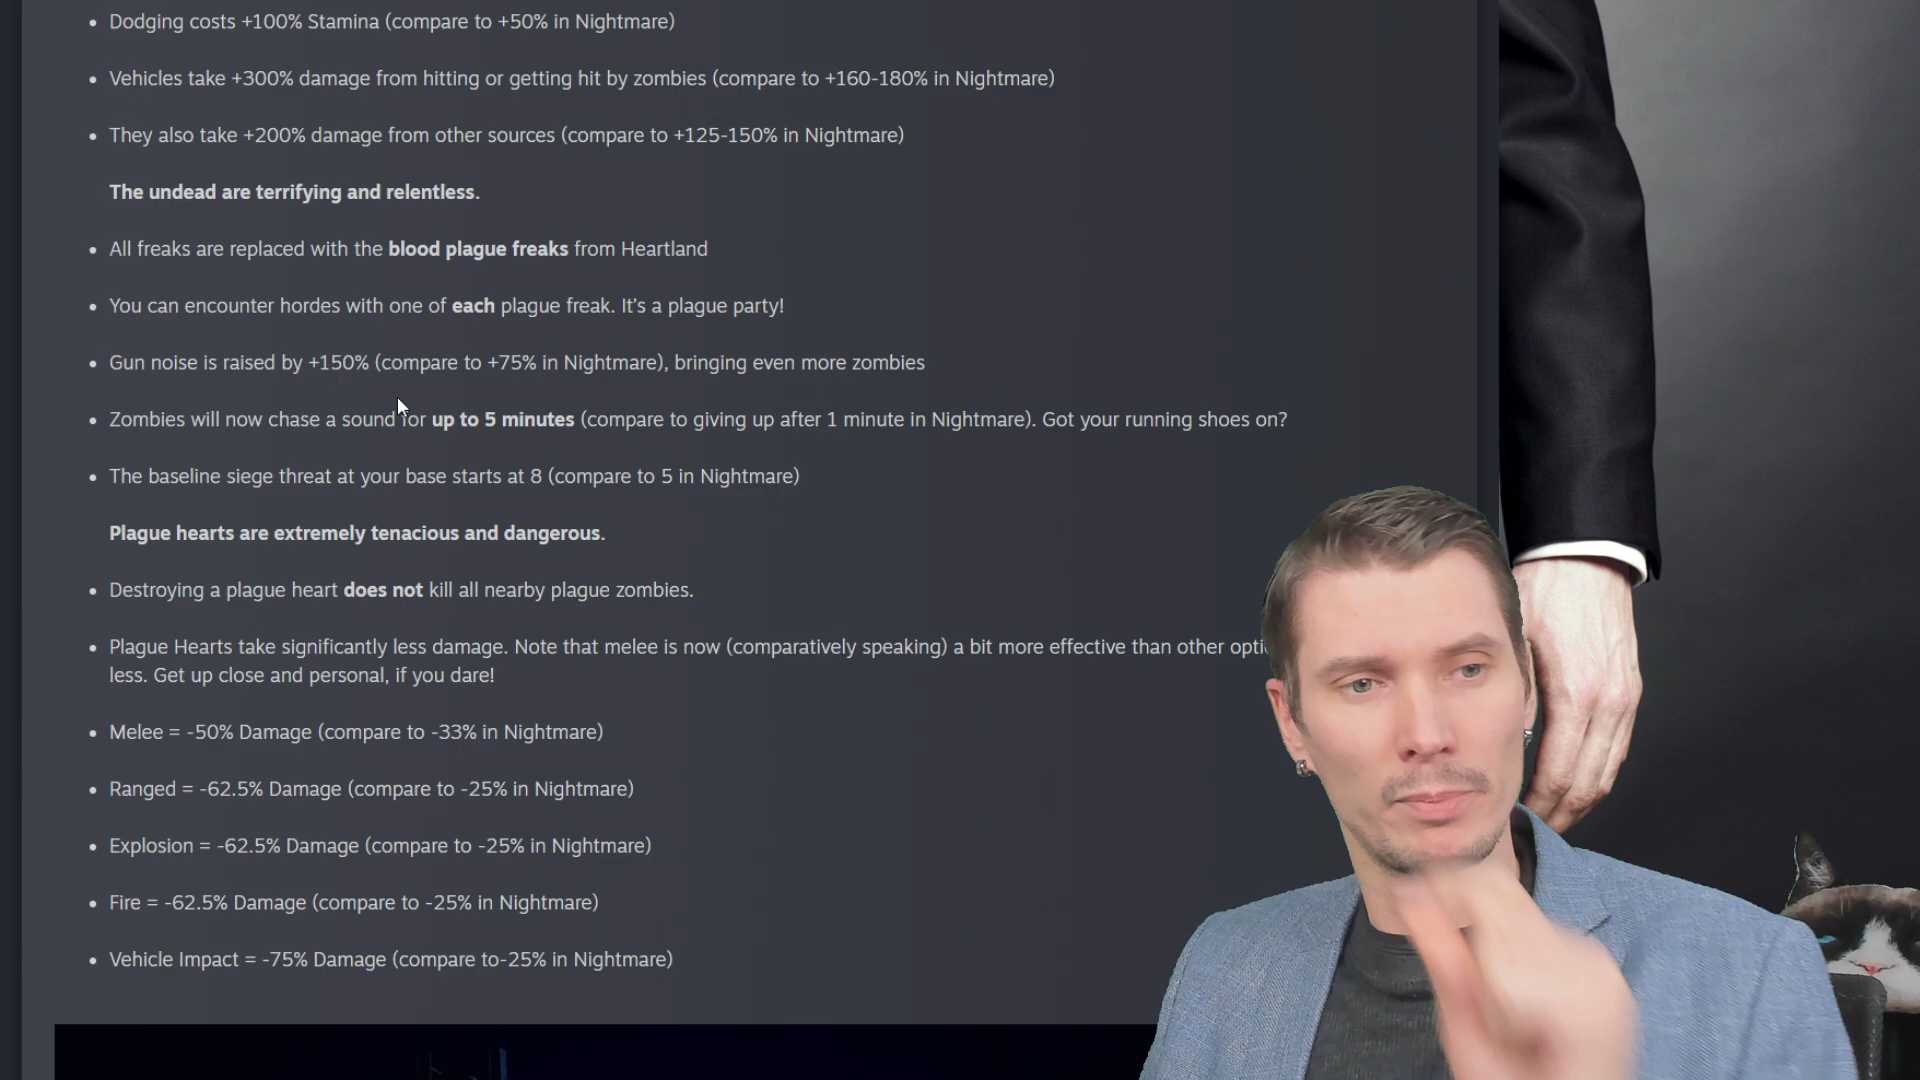 Dodging costs +100% Stamina (compare to +50% in Nightmare)
Vehicles take +300% damage from hitting or getting hit by zombies (compare to +160-180% in Nightmare)
They also take +200% damage from other sources (compare to +125-150% in Nightmare)
The undead are terrifying and relentless.
All freaks are replaced with the blood plague freaks from Heartland
You can encounter hordes with one of each plague freak. It's a plague party!
Gun noise is raised by +150% (compare to +75% in Nightmare), bringing even more zombies
Zombies will now chase a sound for up to 5 minutes (compare to giving up after 1 minute in Nightmare). Got your running shoes on?
The baseline siege threat at your base starts at 8 (compare to 5 in Nightmare)
Plague hearts are extremely tenacious and dangerous.
Destroying a plague heart does not kill all nearby plague zombies.
Plague Hearts take significantly less damage. Note that melee is now (comparatively speaking) a bit more effective than other
less. Get up close and personal, if you dare!
Melee = -50% Damage (compare to -33% in Nightmare)
Ranged = -62.5% Damage (compare to -25% in Nightmare)
Explosion = -62.5% Damage (compare to -25% in Nightmare)
Fire = -62.5% Damage (compare to -25% in Nightmare)
Vehicle Impact = -75% Damage (compare to-25% in Nightmare)